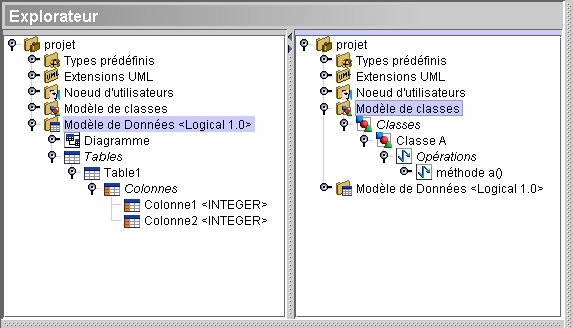 Explorateur
projet
Types prédéfinis
Extensions UML
Noeud d'utilisateurs
Modèle de classes
Modèle de Données <Logical 1.0>
Diagramme
Tables
Table1
Colonnes
Colonne1 <INTEGER>
Colonne2 <INTEGER>
projet
Types prédéfinis
Extensions UML
Noeud d'utilisateurs
Modèle de classes
Classes
Classe A
Opérations
méthode a()
Modèle de Données <Logical 1.0>